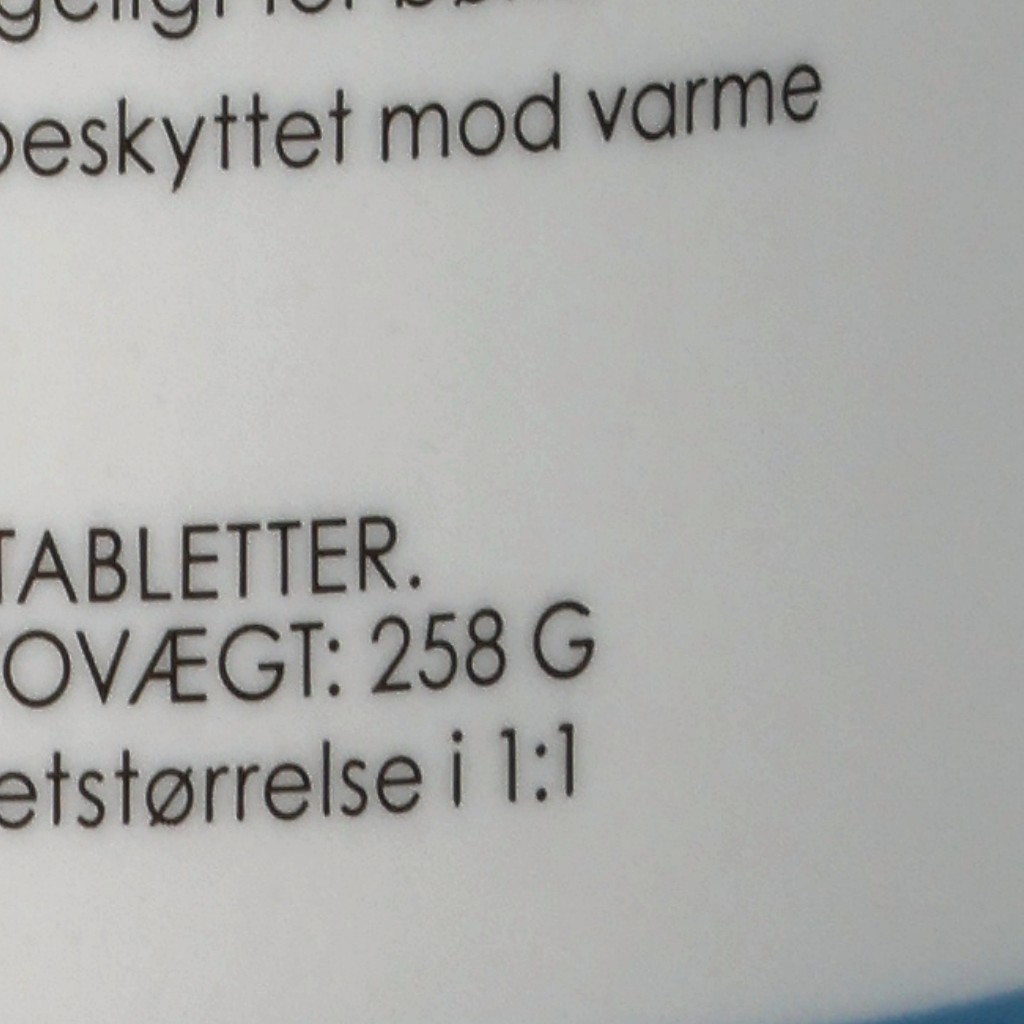 beskyttet mod varme
TABLETTER.
OVÆGT: 258 G
etstørrelse i 1:1